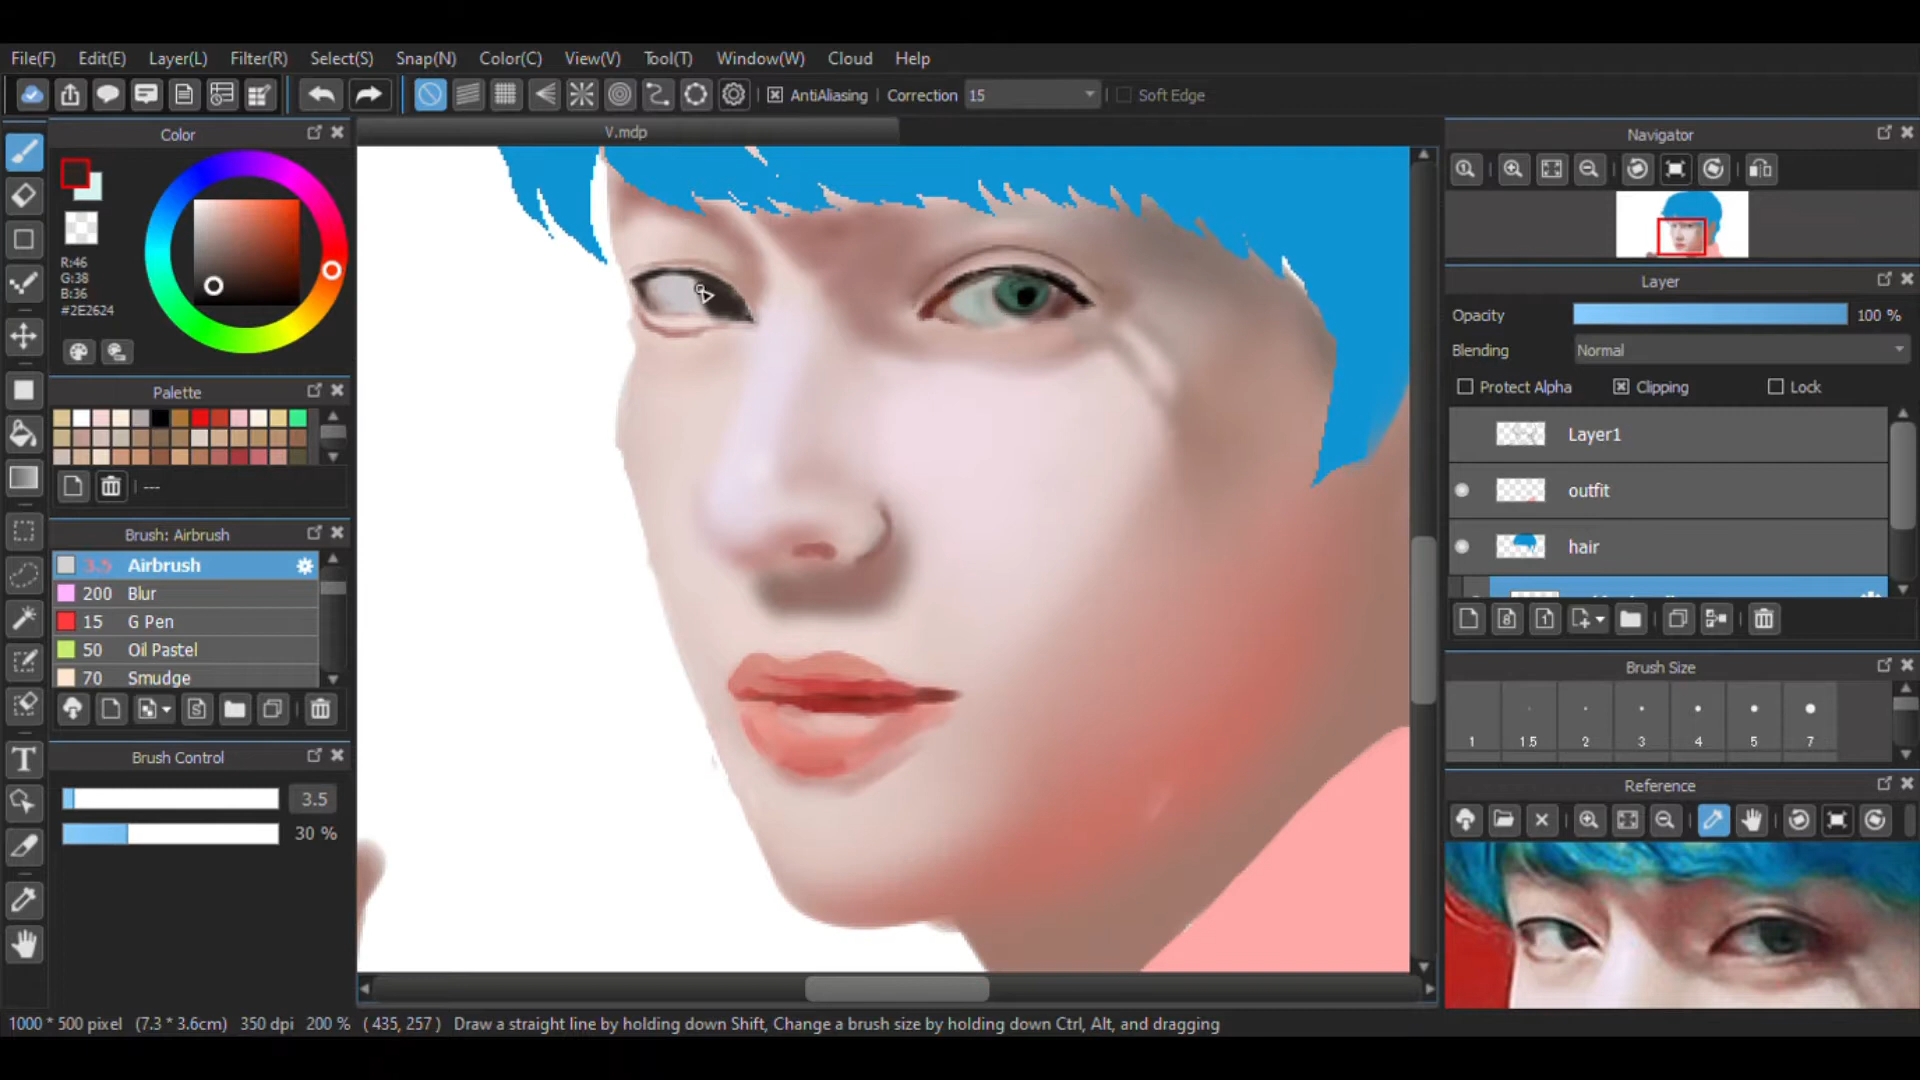 File(F) Edit(E) Layer(L) Filter(R) Select(S) Snap(N) Color(C) View(V) Tool(T) Window(W) Cloud Help
AntiAliasing Correction 15 Soft Edge
Color
R:46
G:38
B:36
#2E2624
Palette
---
Brush: Airbrush
3.5 Airbrush
200 Blur
15 G Pen
50 Oil Pastel
70 Smudge
Brush Control
3.5
30 %
V.mdp
Navigator
Layer
Opacity 100 %
Blending Normal
Protect Alpha Clipping Lock
Layer1
outfit
hair
Brush Size
1 1.5 2 3 4 5 7
Reference
1000 * 500 pixel (7.3 * 3.6cm) 350 dpi 200 % ( 435, 257 ) Draw a straight line by holding down Shift, Change a brush size by holding down Ctrl, Alt, and dragging